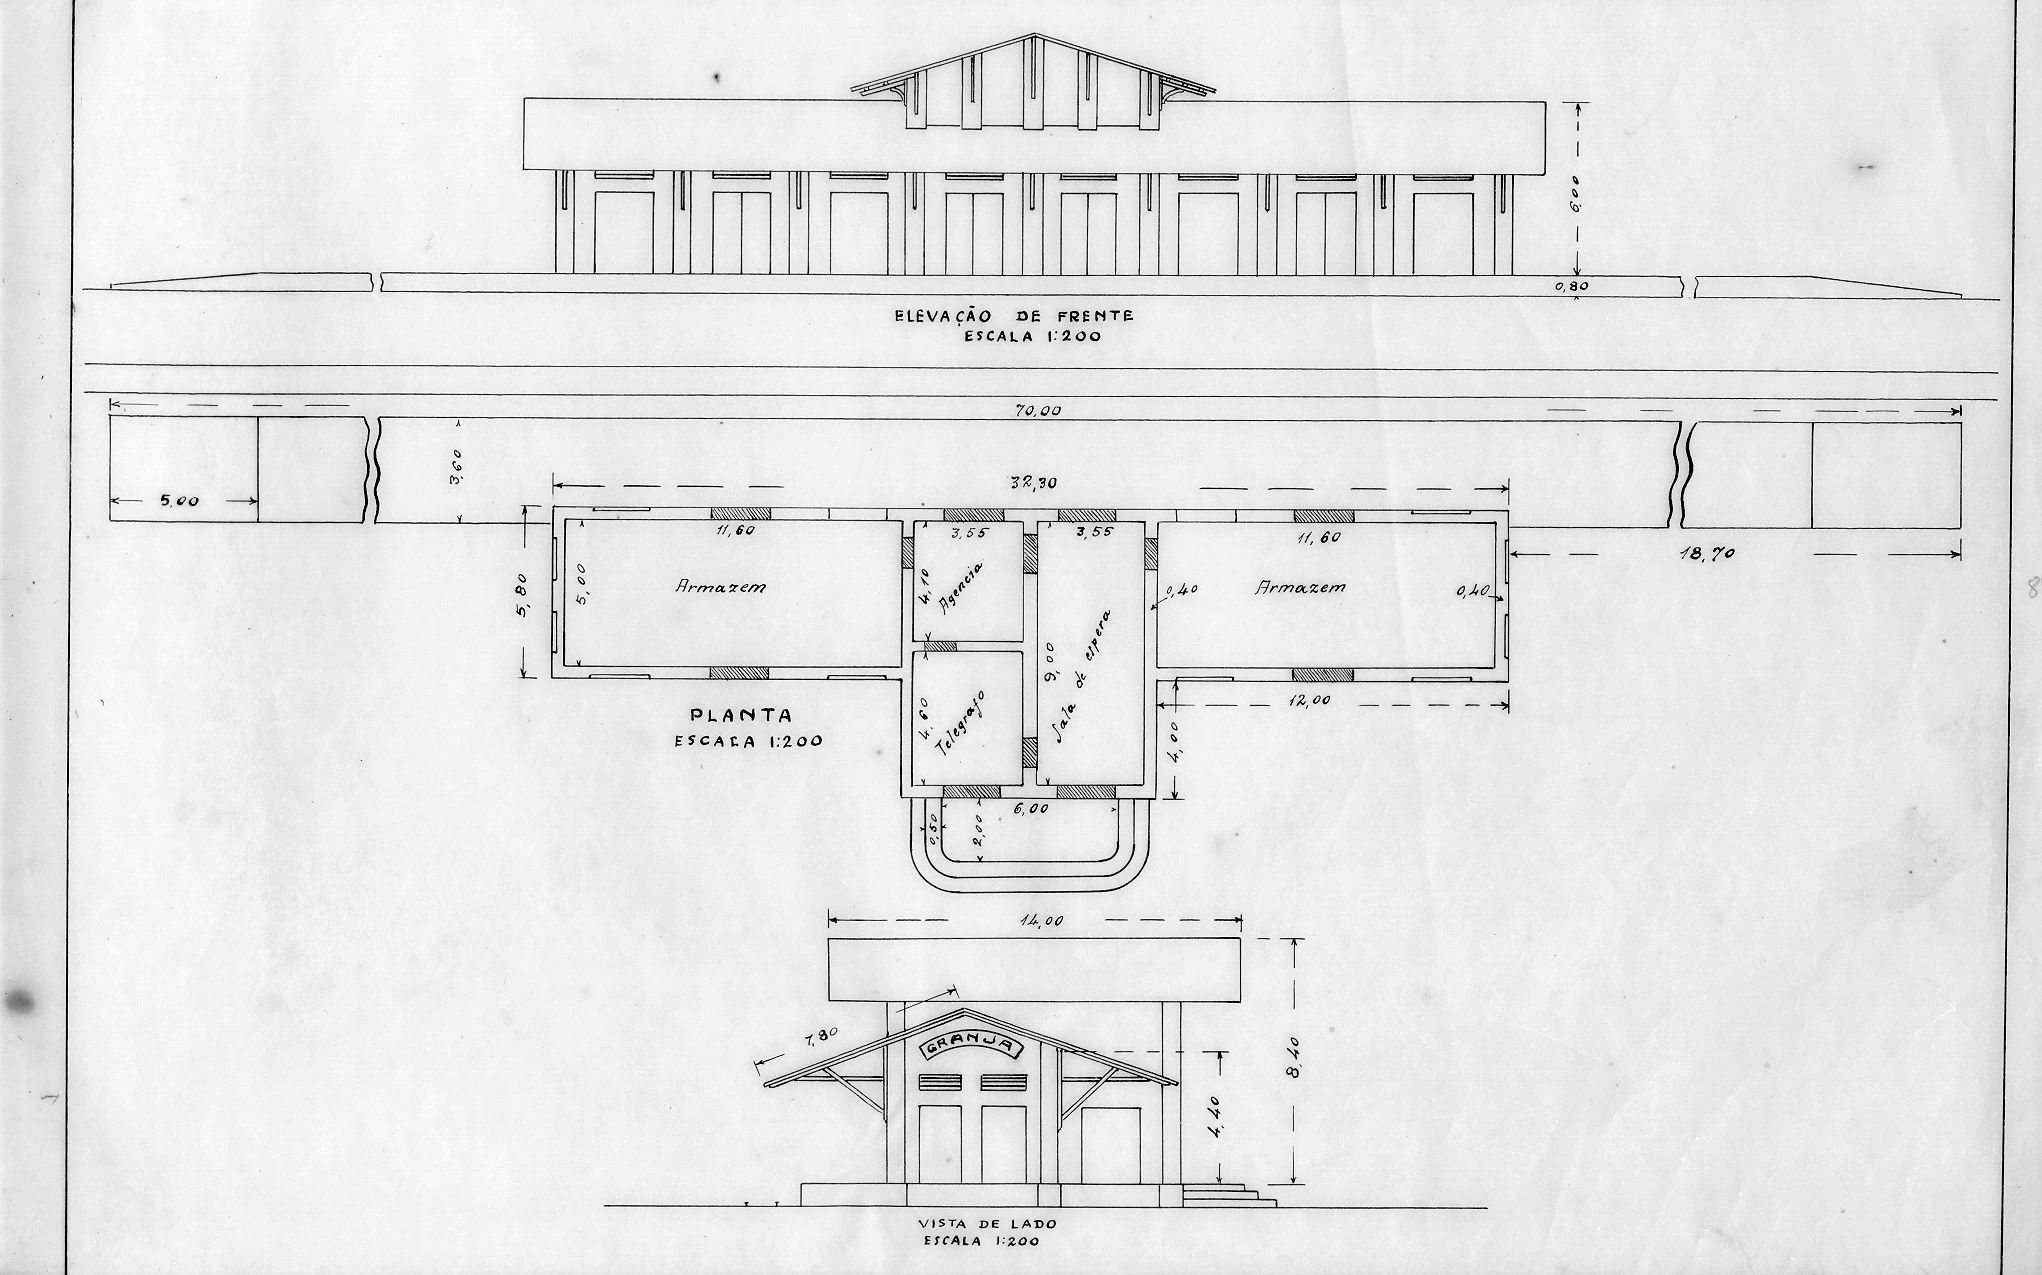 6,00
0,80
ELEVAÇÃO DE FRENTE
ESCALA 1:200
70,00
3,60
5,00
32,30
18,70
11,60
3,55
3,55
11,60
5,80
5,00
Armazem
4,10
Agencia
0,40
Armazem
0,40
9,00
Sala de espera
4,60
Telegrafo
12,00
4,00
PLANTA
ESCALA 1:200
6,00
0,50
2,00
14,00
7,80
GRANJA
4,40
8,40
VISTA DE LADO
ESCALA 1:200